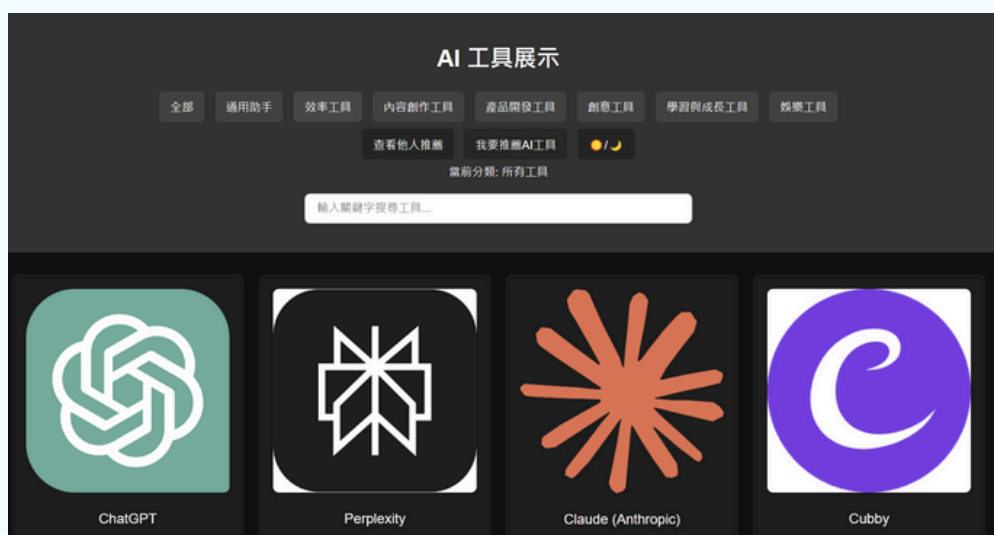 AI 工具展示
全部 通用助手 效率工具 內容創作工具 產品開發工具 創意工具 學習與成長工具 娛樂工具
查看他人推薦 我要推薦AI工具 /
當前分類: 所有工具
輸入關鍵字搜尋工具...
ChatGPT Perplexity Claude (Anthropic) Cubby